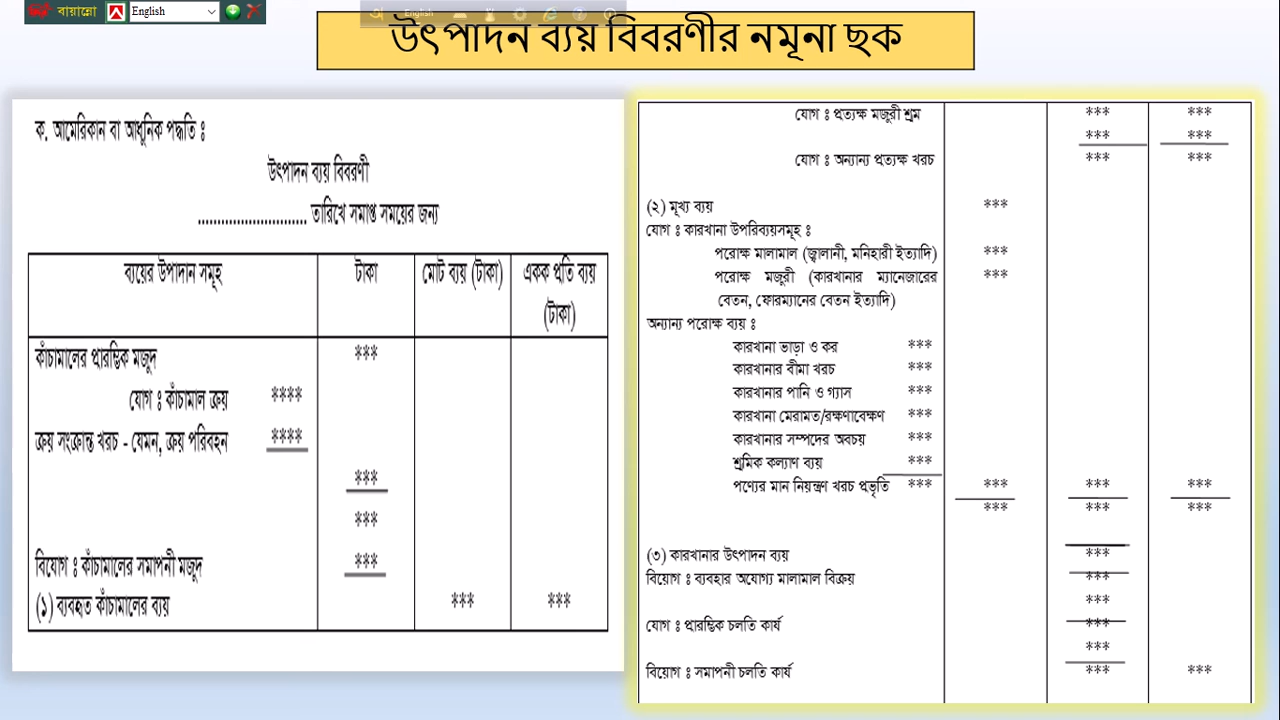 বায়ান্নো English
English
উৎপাদন ব্যয় বিবরণীর নমূনা ছক
ক. আমেরিকান বা আধুনিক পদ্ধতি ঃ
উৎপাদন ব্যয় বিবরণী
............................ তারিখে সমাপ্ত সময়ের জন্য
ব্যয়ের উপাদান সমূহ টাকা মোট ব্যয় (টাকা) একক প্রতি ব্যয়
(টাকা)
কাঁচামালের প্রারম্ভিক মজুদ ***
যোগ ঃ কাঁচামাল ক্রয় ****
ক্রয় সংক্রান্ত খরচ - যেমন, ক্রয় পরিবহন ****
***
***
বিযোগ ঃ কাঁচামালের সমাপনী মজুদ ***
(১) ব্যবহৃত কাঁচামালের ব্যয় *** ***
যোগ ঃ প্রত্যক্ষ মজুরী শ্রম *** ***
*** ***
যোগ ঃ অন্যান্য প্রত্যক্ষ খরচ *** ***
(২) মূখ্য ব্যয় ***
যোগ ঃ কারখানা উপরিব্যয়সমূহ ঃ
পরোক্ষ মালামাল (জ্বালানী, মনিহারী ইত্যাদি) ***
পরোক্ষ মজুরী (কারখানার ম্যানেজারের ***
বেতন, ফোরম্যানের বেতন ইত্যাদি)
অন্যান্য পরোক্ষ ব্যয় ঃ
কারখানা ভাড়া ও কর ***
কারখানার বীমা খরচ ***
কারখানার পানি ও গ্যাস ***
কারখানা মেরামত/রক্ষণাবেক্ষণ ***
কারখানার সম্পদের অবচয় ***
শ্রমিক কল্যাণ ব্যয় ***
পণ্যের মান নিয়ন্ত্রণ খরচ প্রভৃতি *** *** *** ***
*** *** ***
(৩) কারখানার উৎপাদন ব্যয় ***
বিয়োগ ঃ ব্যবহার অযোগ্য মালামাল বিক্রয় ***
***
যোগ ঃ প্রারম্ভিক চলতি কার্য ***
***
বিয়োগ ঃ সমাপনী চলতি কার্য *** ***